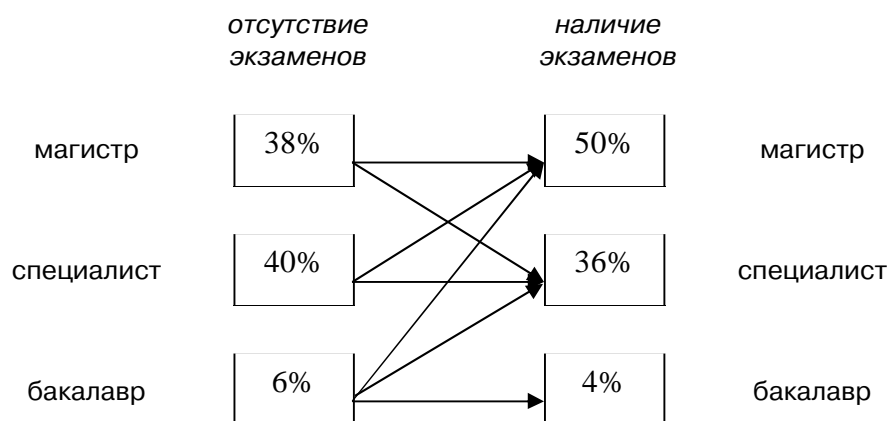 отсутствие
экзаменов
наличие
экзаменов
магистр 38% 50% магистр
специалист 40% 36% специалист
бакалавр 6% 4% бакалавр